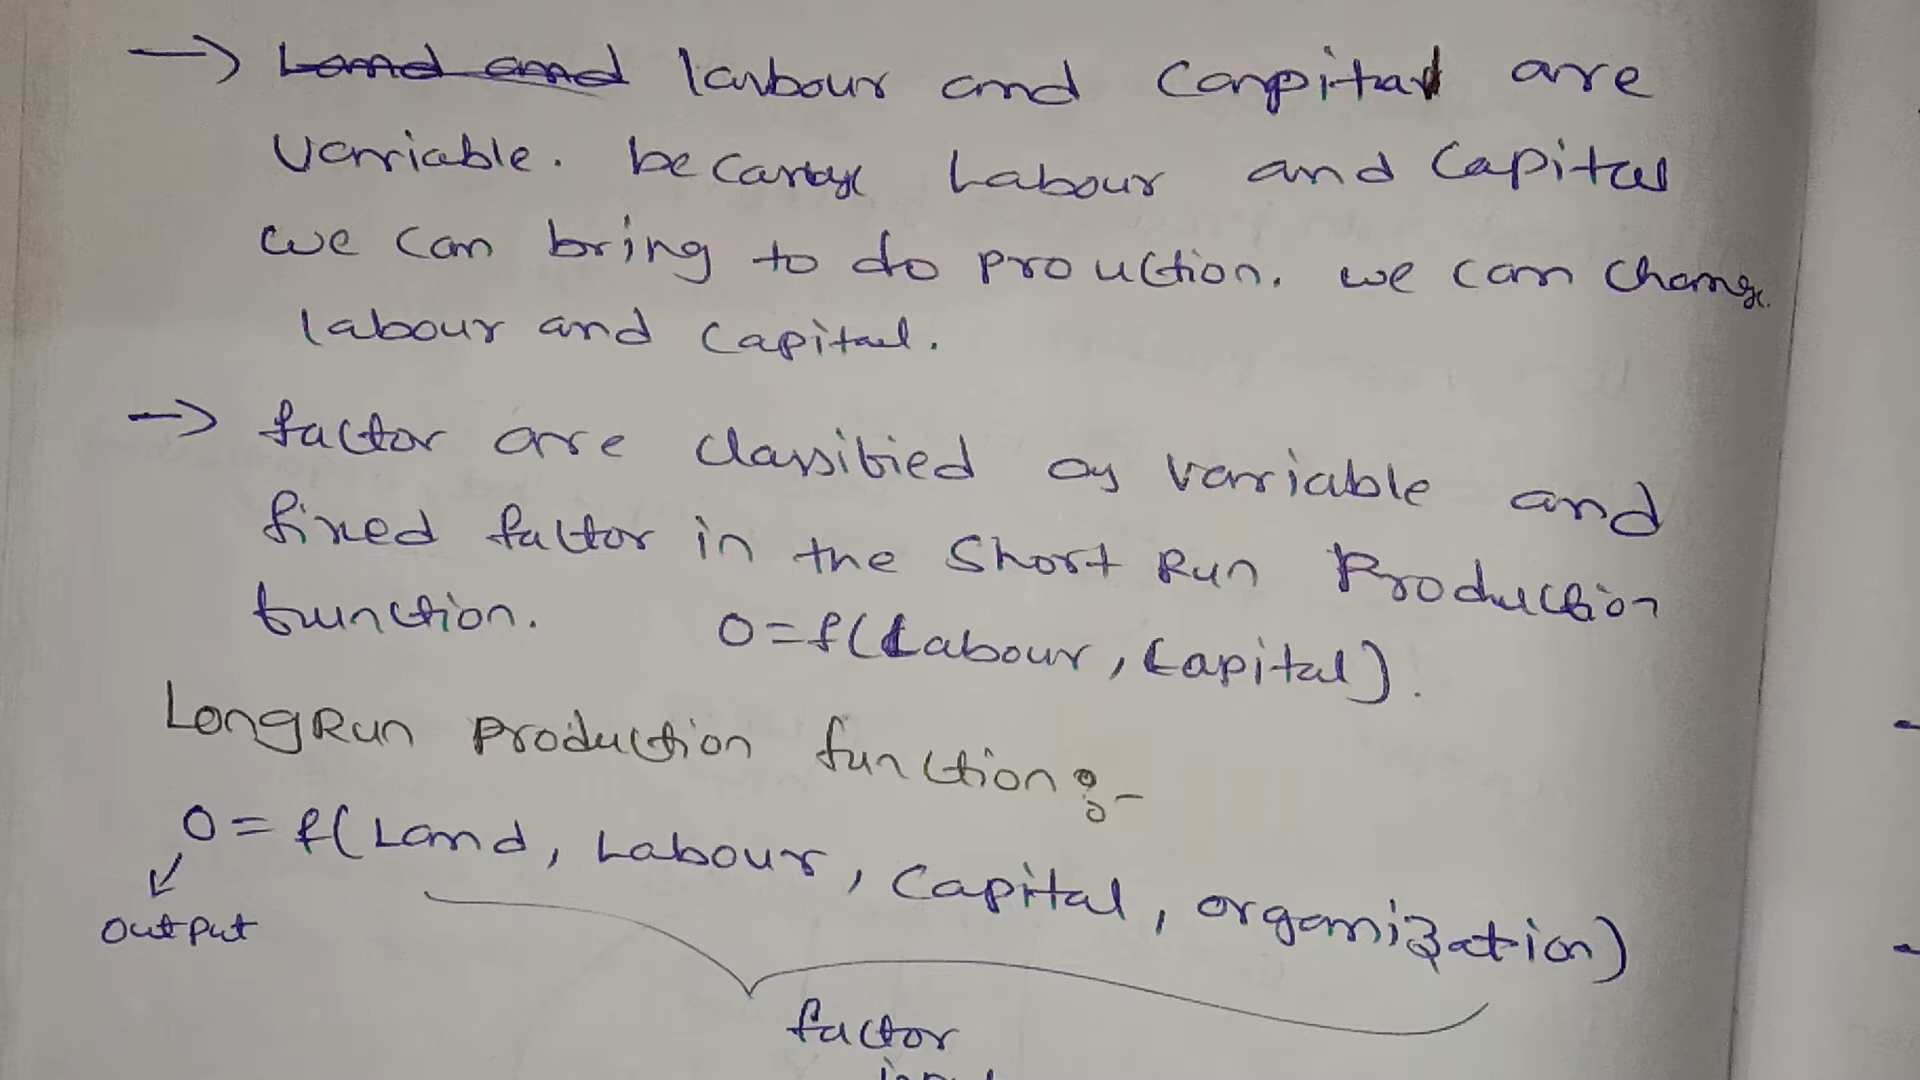 → Land and labour and Capital are
variable. because Labour and Capital
we can bring to do prouction. we can change
labour and capital.
→ factor are classified as variable and
fixed factor in the short Run Production
function. O=f(Labour, Capital).
Long Run Production function:-
O = f(Land, Labour, Capital, organization)
output
factor